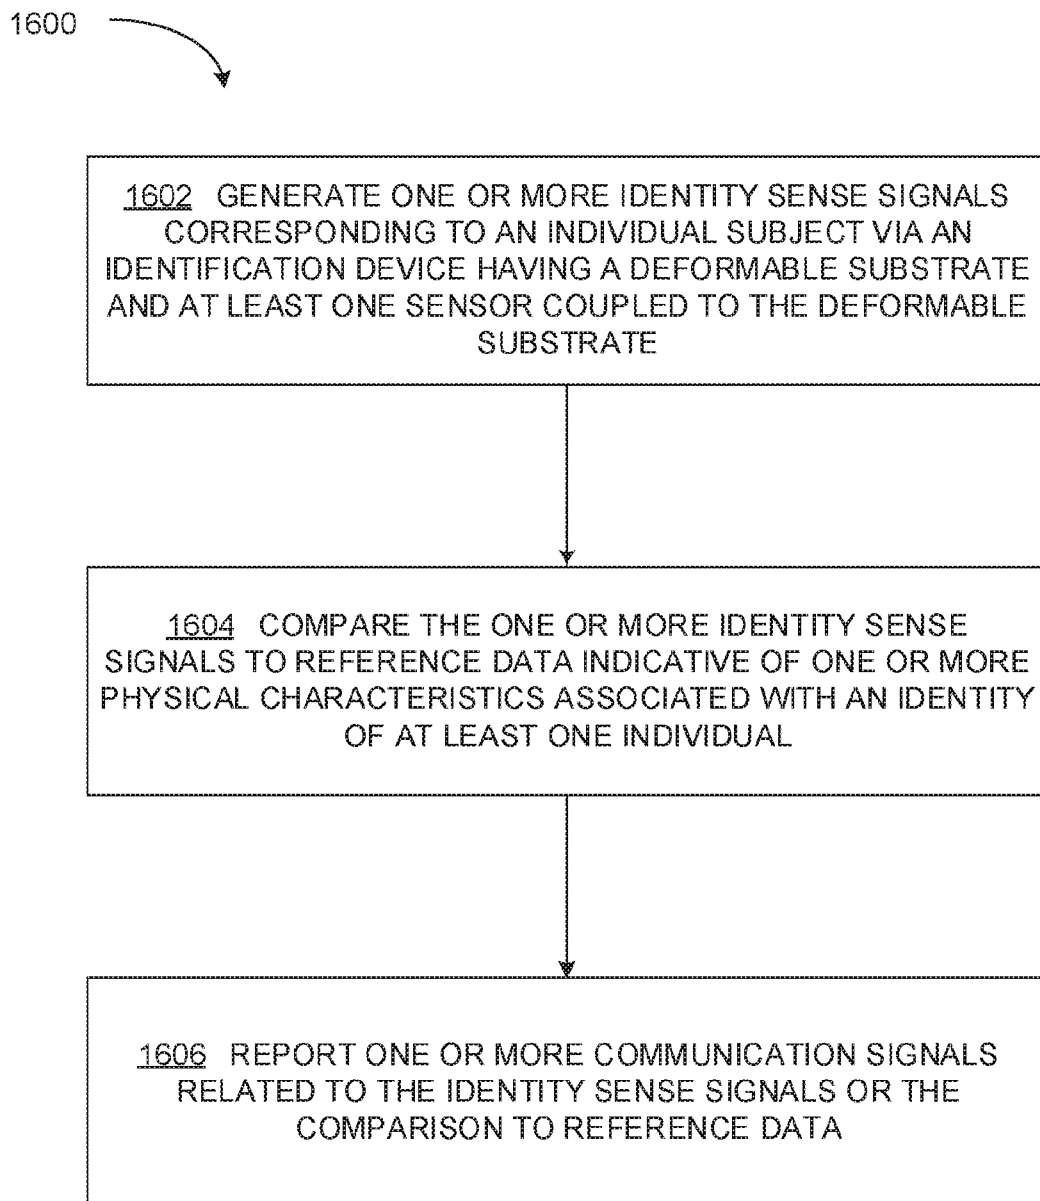 1600
1602 GENERATE ONE OR MORE IDENTITY SENSE SIGNALS
CORRESPONDING TO AN INDIVIDUAL SUBJECT VIA AN
IDENTIFICATION DEVICE HAVING A DEFORMABLE SUBSTRATE
AND AT LEAST ONE SENSOR COUPLED TO THE DEFORMABLE
SUBSTRATE
1604 COMPARE THE ONE OR MORE IDENTITY SENSE
SIGNALS TO REFERENCE DATA INDICATIVE OF ONE OR MORE
PHYSICAL CHARACTERISTICS ASSOCIATED WITH AN IDENTITY
OF AT LEAST ONE INDIVIDUAL
1606 REPORT ONE OR MORE COMMUNICATION SIGNALS
RELATED TO THE IDENTITY SENSE SIGNALS OR THE
COMPARISON TO REFERENCE DATA